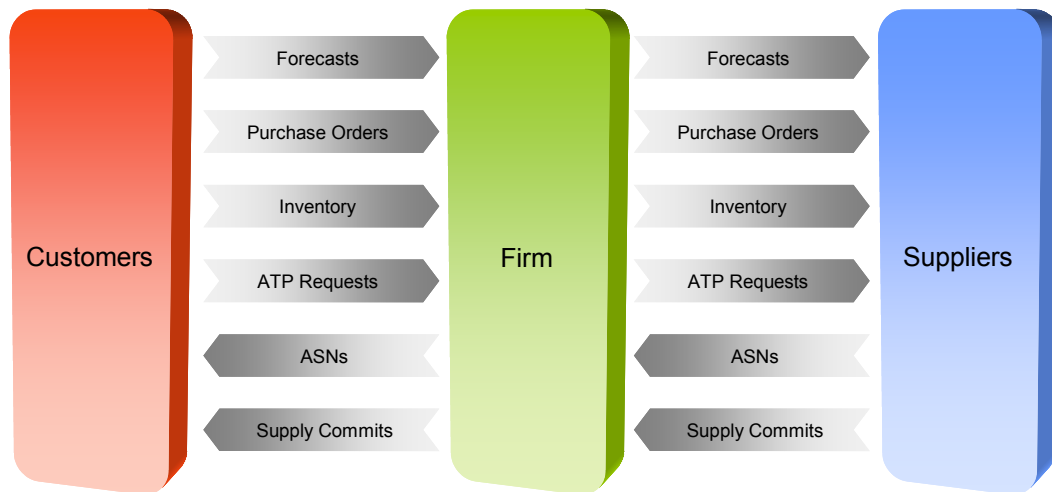 Customers
Forecasts
Purchase Orders
Inventory
ATP Requests
ASNs
Supply Commits
Firm
Forecasts
Purchase Orders
Inventory
ATP Requests
ASNs
Supply Commits
Suppliers